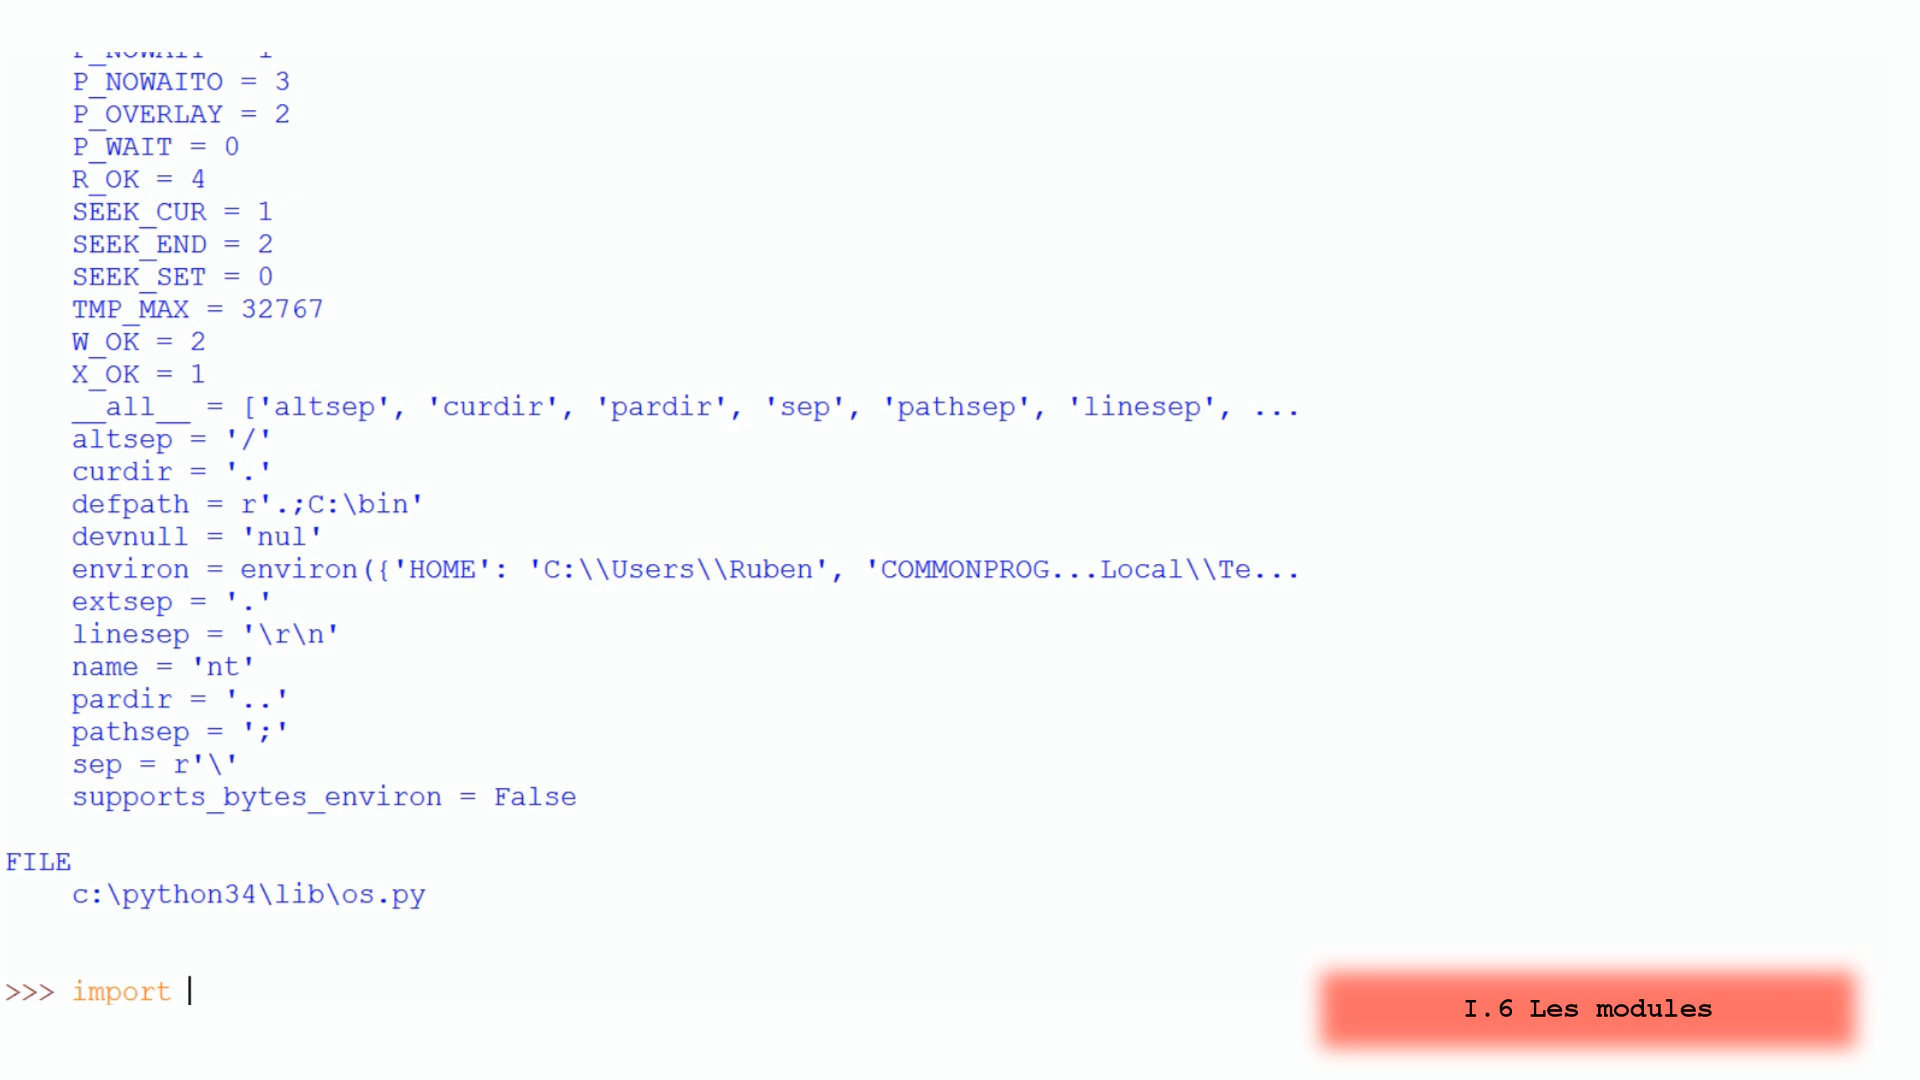 P_NOWAIT = 1
P_NOWAITO = 3
P_OVERLAY = 2
P_WAIT = 0
R_OK = 4
SEEK_CUR = 1
SEEK_END = 2
SEEK_SET = 0
TMP_MAX = 32767
W_OK = 2
X_OK = 1
__all__ = ['altsep', 'curdir', 'pardir', 'sep', 'pathsep', 'linesep', ...
altsep = '/'
curdir = '.'
defpath = r'.;C:\bin'
devnull = 'nul'
environ = environ({'HOME': 'C:\\Users\\Ruben', 'COMMONPROG...Local\\Te...
extsep = '.'
linesep = '\r\n'
name = 'nt'
pardir = '..'
pathsep = ';'
sep = r'\'
supports_bytes_environ = False
FILE
c:\python34\lib\os.py
>>> import
I.6 Les modules